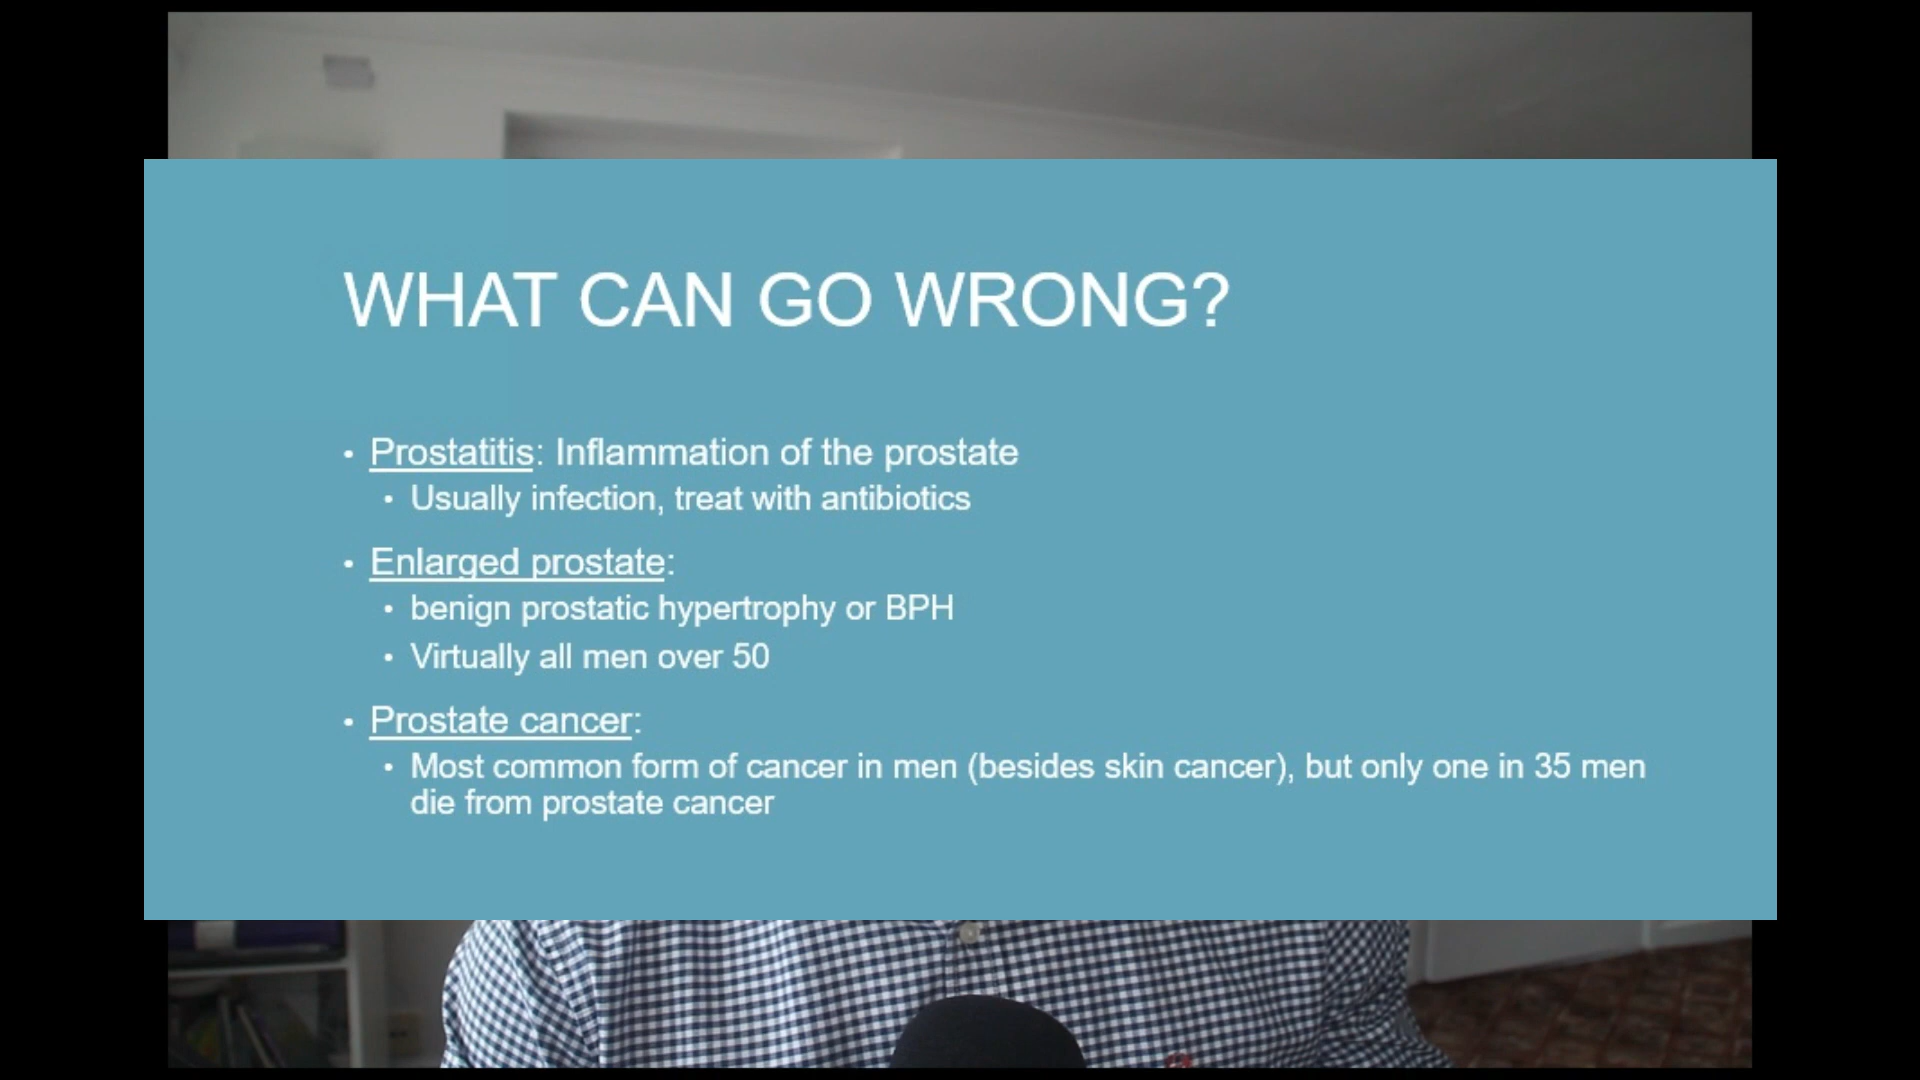 WHAT CAN GO WRONG?
• Prostatitis: Inflammation of the prostate
• Usually infection, treat with antibiotics
• Enlarged prostate:
• benign prostatic hypertrophy or BPH
• Virtually all men over 50
• Prostate cancer:
• Most common form of cancer in men (besides skin cancer), but only one in 35 men
die from prostate cancer